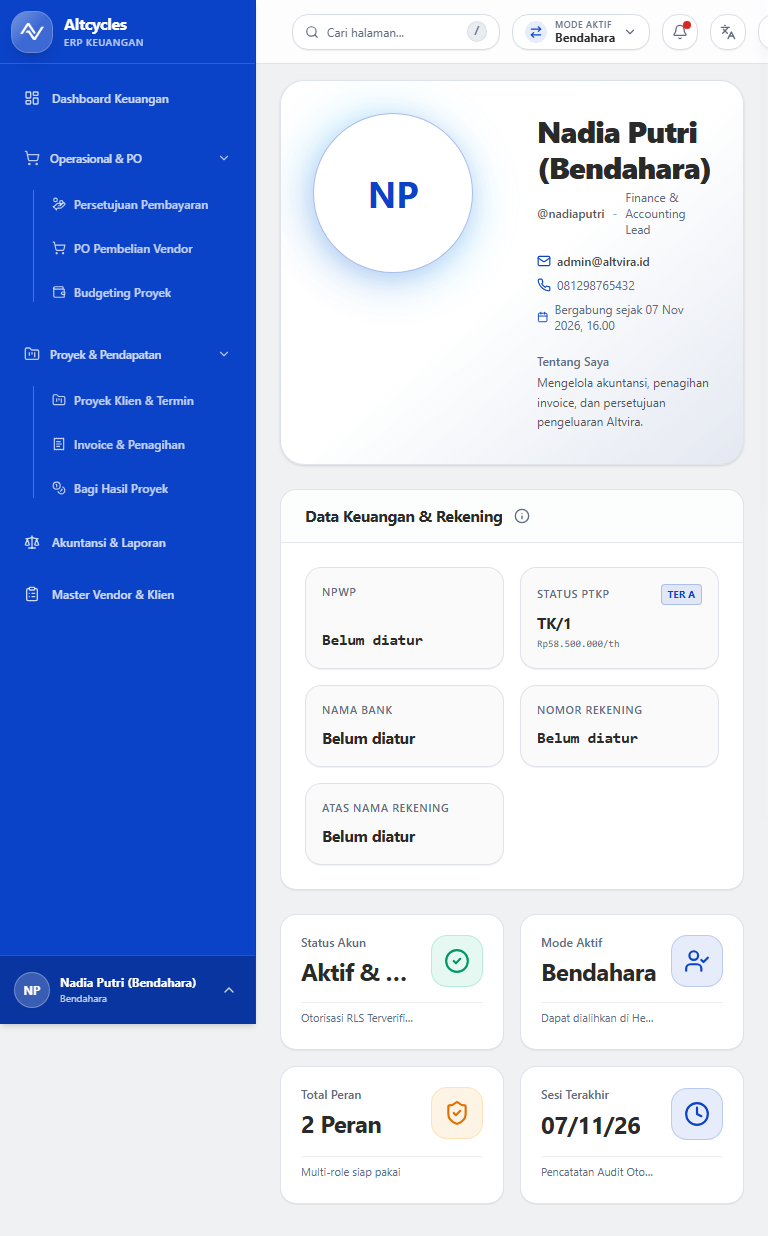 Altcycles
ERP KEUANGAN
Cari halaman...
/
MODE AKTIF
Bendahara
Dashboard Keuangan
Operasional & PO
Persetujuan Pembayaran
PO Pembelian Vendor
Budgeting Proyek
Proyek & Pendapatan
Proyek Klien & Termin
Invoice & Penagihan
Bagi Hasil Proyek
Akuntansi & Laporan
Master Vendor & Klien
NP
Nadia Putri (Bendahara)
Bendahara
NP
Nadia Putri
(Bendahara)
@nadiaputri - Finance &
Accounting
Lead
admin@altvira.id
081298765432
Bergabung sejak 07 Nov
2026, 16.00
Tentang Saya
Mengelola akuntansi, penagihan
invoice, dan persetujuan
pengeluaran Altvira.
Data Keuangan & Rekening
NPWP
Belum diatur
STATUS PTKP
TER A
TK/1
Rp58.500.000/th
NAMA BANK
Belum diatur
NOMOR REKENING
Belum diatur
ATAS NAMA REKENING
Belum diatur
Status Akun
Aktif & ...
Otorisasi RLS Terverifi...
Mode Aktif
Bendahara
Dapat dialihkan di He...
Total Peran
2 Peran
Multi-role siap pakai
Sesi Terakhir
07/11/26
Pencatatan Audit Oto...